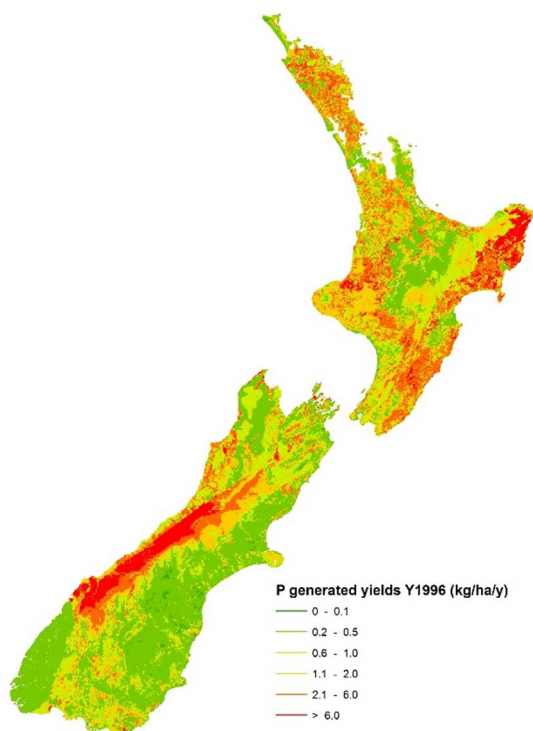 P generated yields Y1996 (kg/ha/y)
0 - 0.1
0.2 - 0.5
0.6 - 1.0
1.1 - 2.0
2.1 - 6.0
> 6.0